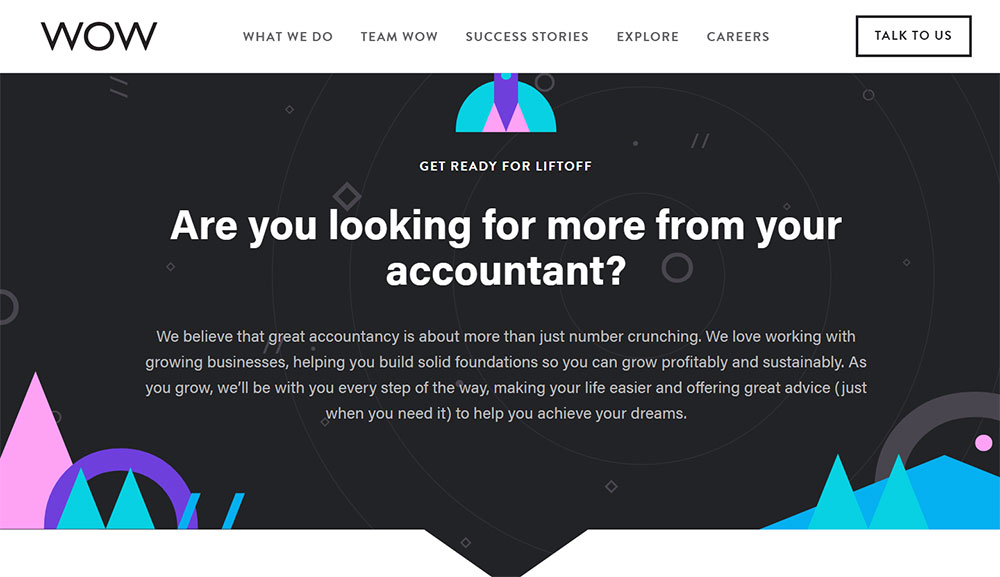 WOW
WHAT WE DO
TEAM WOW
SUCCESS STORIES
EXPLORE
CAREERS
TALK TO US
GET READY FOR LIFTOFF
Are you looking for more from your
accountant?
We believe that great accountancy is about more than just number crunching. We love working with
growing businesses, helping you build solid foundations so you can grow profitably and sustainably. As
you grow, we'll be with you every step of the way, making your life easier and offering great advice (just
when you need it) to help you achieve your dreams.